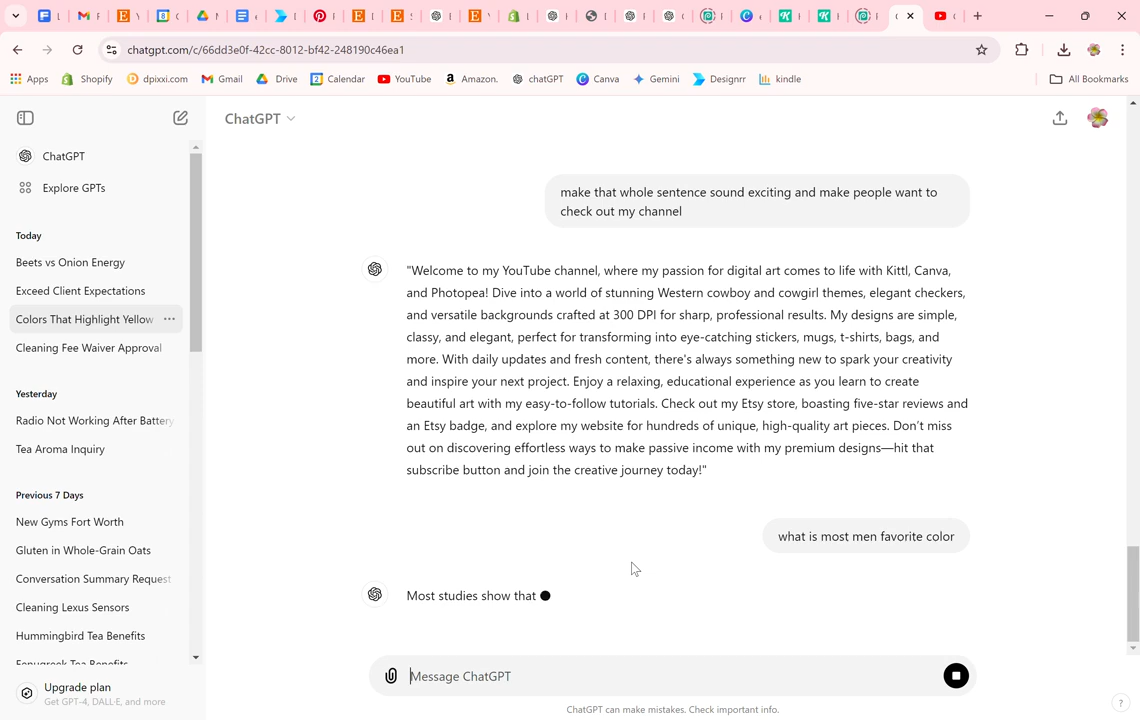 chatgpt.com/c/66dd3e0f-42cc-8012-bf42-248190c46ea1
Apps Shopify dpixxi.com Gmail Drive Calendar YouTube Amazon. chatGPT Canva Gemini Designrr kindle All Bookmarks
ChatGPT
ChatGPT
Explore GPTs
Today
Beets vs Onion Energy
Exceed Client Expectations
Colors That Highlight Yellow
Cleaning Fee Waiver Approval
Yesterday
Radio Not Working After Battery
Tea Aroma Inquiry
Previous 7 Days
New Gyms Fort Worth
Gluten in Whole-Grain Oats
Conversation Summary Request
Cleaning Lexus Sensors
Hummingbird Tea Benefits
Fenugreek Tea Benefits
Upgrade plan
Get GPT-4, DALL·E, and more
make that whole sentence sound exciting and make people want to
check out my channel
"Welcome to my YouTube channel, where my passion for digital art comes to life with Kittl, Canva,
and Photopea! Dive into a world of stunning Western cowboy and cowgirl themes, elegant checkers,
and versatile backgrounds crafted at 300 DPI for sharp, professional results. My designs are simple,
classy, and elegant, perfect for transforming into eye-catching stickers, mugs, t-shirts, bags, and
more. With daily updates and fresh content, there's always something new to spark your creativity
and inspire your next project. Enjoy a relaxing, educational experience as you learn to create
beautiful art with my easy-to-follow tutorials. Check out my Etsy store, boasting five-star reviews and
an Etsy badge, and explore my website for hundreds of unique, high-quality art pieces. Don't miss
out on discovering effortless ways to make passive income with my premium designs—hit that
subscribe button and join the creative journey today!"
what is most men favorite color
Most studies show that
Message ChatGPT
ChatGPT can make mistakes. Check important info.
?